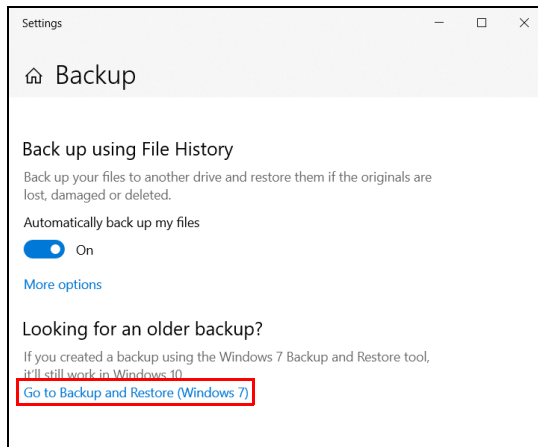 Settings
Backup
Back up using File History
Back up your files to another drive and restore them if the originals are
lost, damaged or deleted.
Automatically back up my files
On
More options
Looking for an older backup?
If you created a backup using the Windows 7 Backup and Restore tool,
it'll still work in Windows 10.
Go to Backup and Restore (Windows 7)